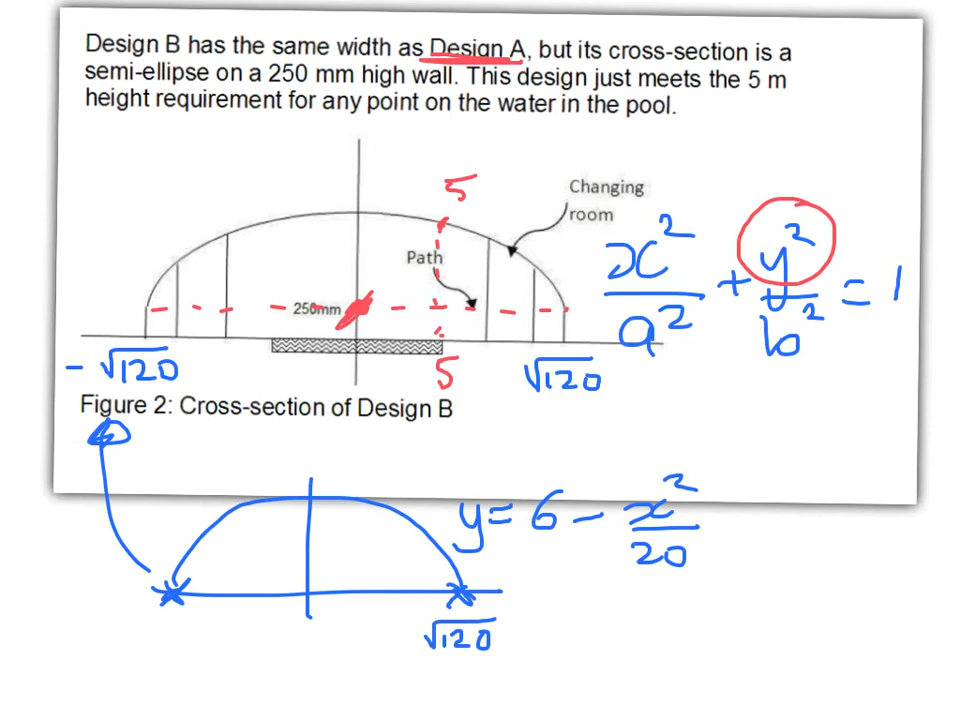 Design B has the same width as Design A, but its cross-section is a
semi-ellipse on a 250 mm high wall. This design just meets the 5 m
height requirement for any point on the water in the pool.
5
Changing
room
Path
250mm
x²/a² + y²/b² = 1
- √120
5
√120
Figure 2: Cross-section of Design B
y = 6 - x²/20
√120